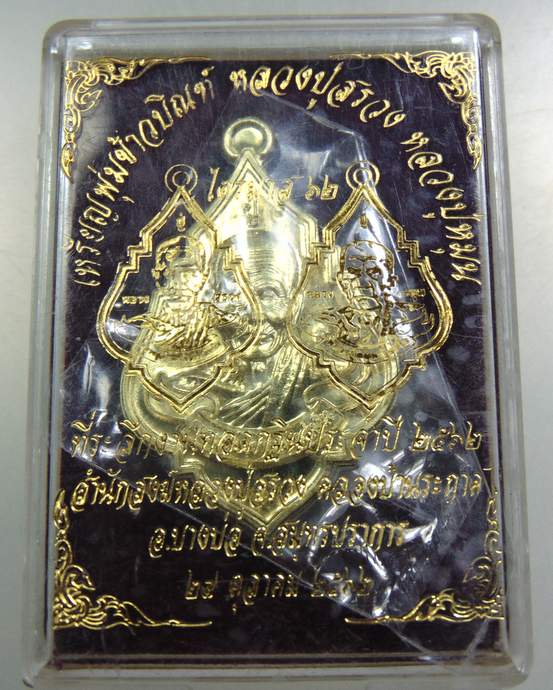 เหรียญพุ่มข้าวบิณฑ์ หลวงปู่สรวง หลวงปู่หมุน
ไตรมาส ๖๒
ที่ระลึกงานทอดกฐินประจำปี ๒๕๖๒
สำนักสงฆ์หลวงปู่สรวง คลองบ้านระกาศ
อ.บางบ่อ จ.สมุทรปราการ
๒๗ ตุลาคม ๒๕๖๒